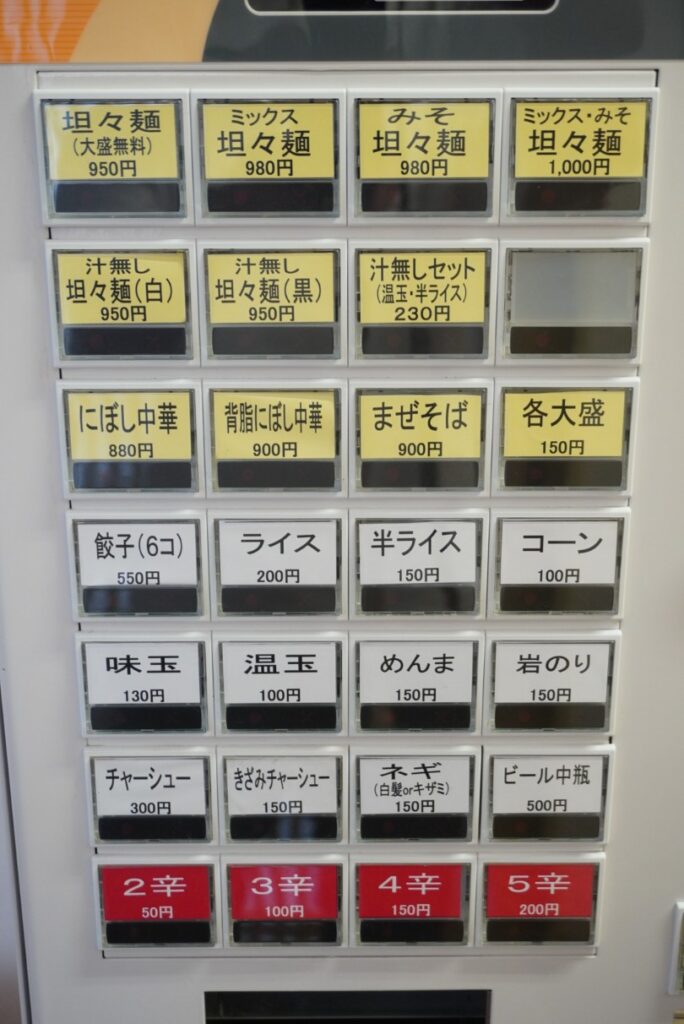 坦々麺
(大盛無料)
950円
ミックス
坦々麺
980円
みそ
坦々麺
980円
ミックス・みそ
坦々麺
1,000円
汁無し
坦々麺(白)
950円
汁無し
坦々麺(黒)
950円
汁無しセット
(温玉・半ライス)
230円
にぼし中華
880円
背脂にぼし中華
900円
まぜそば
900円
各大盛
150円
餃子(6コ)
550円
ライス
200円
半ライス
150円
コーン
100円
味玉
130円
温玉
100円
めんま
150円
岩のり
150円
チャーシュー
300円
きざみチャーシュー
150円
ネギ
(白髪orキザミ)
150円
ビール中瓶
500円
2辛
50円
3辛
100円
4辛
150円
5辛
200円